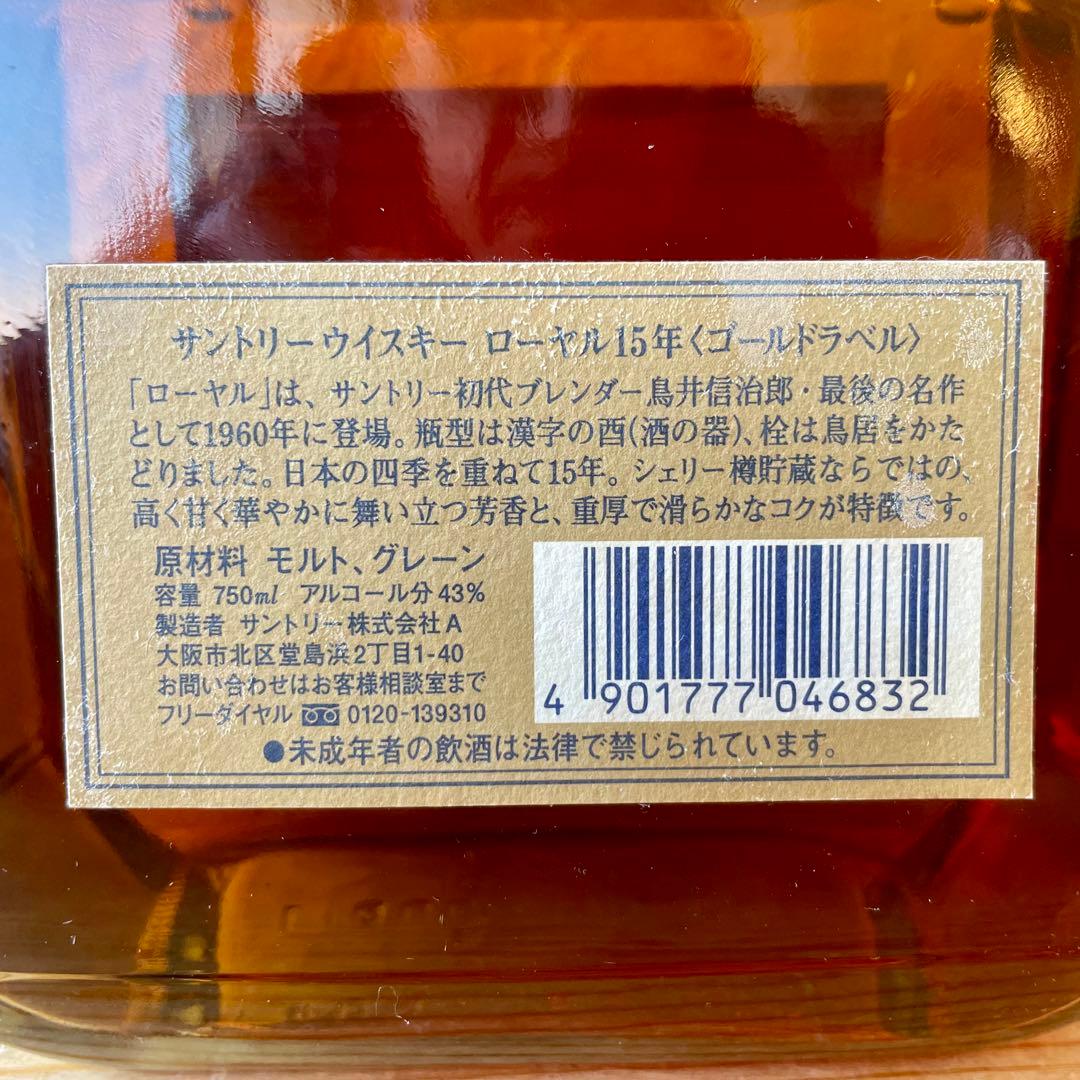 サントリーウイスキー ローヤル15年〈ゴールドラベル〉
「ローヤル」は、サントリー初代ブレンダー鳥井信治郎・最後の名作
として1960年に登場。瓶型は漢字の酉(酒の器)、栓は鳥居をかた
どりました。日本の四季を重ねて15年。シェリー樽貯蔵ならではの、
高く甘く華やかに舞い立つ芳香と、重厚で滑らかなコクが特徴です。
原材料 モルト、グレーン
容量 750ml アルコール分43%
製造者 サントリー株式会社A
大阪市北区堂島浜2丁目1-40
お問い合わせはお客様相談室まで
フリーダイヤル 0120-139310
4 901777 046832
●未成年者の飲酒は法律で禁じられています。